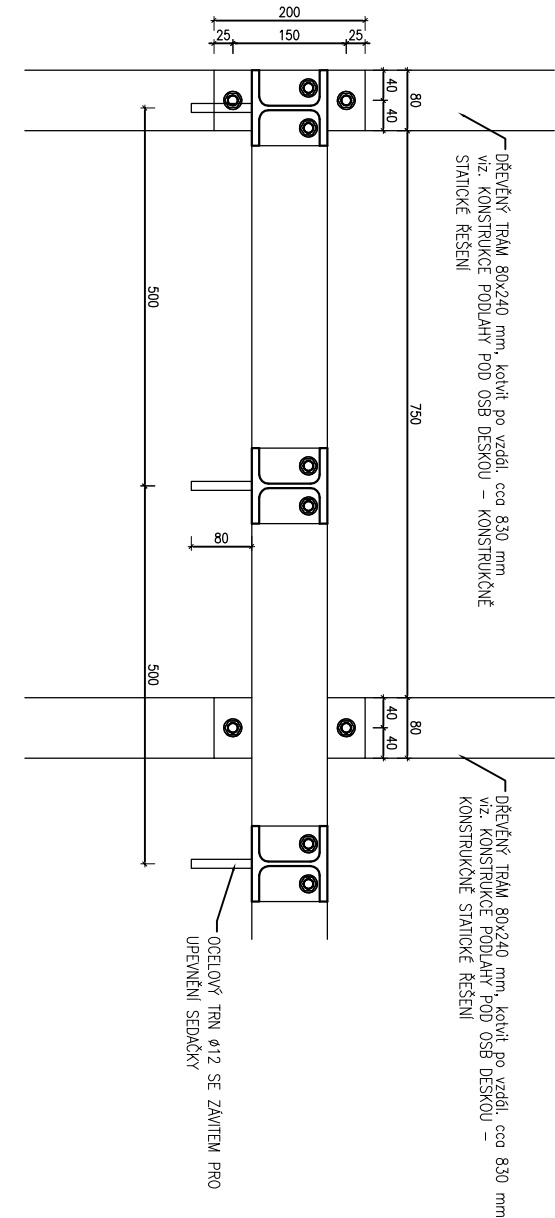 200
25
150
25
40
40
80
DŘEVĚNÝ TRÁM 80x240 mm, kotvit po vzdál. cca 830 mm
viz. KONSTRUKCE PODLAHY POD OSB DESKOU – KONSTRUKČNĚ
STATICKÉ ŘEŠENÍ
500
750
80
500
40
40
80
DŘEVĚNÝ TRÁM 80x240 mm, kotvit po vzdál. cca 830 mm
viz. KONSTRUKCE PODLAHY POD OSB DESKOU –
KONSTRUKČNĚ STATICKÉ ŘEŠENÍ
OCELOVÝ TRN ø12 SE ZÁVITEM PRO
UPEVNĚNÍ SEDAČKY